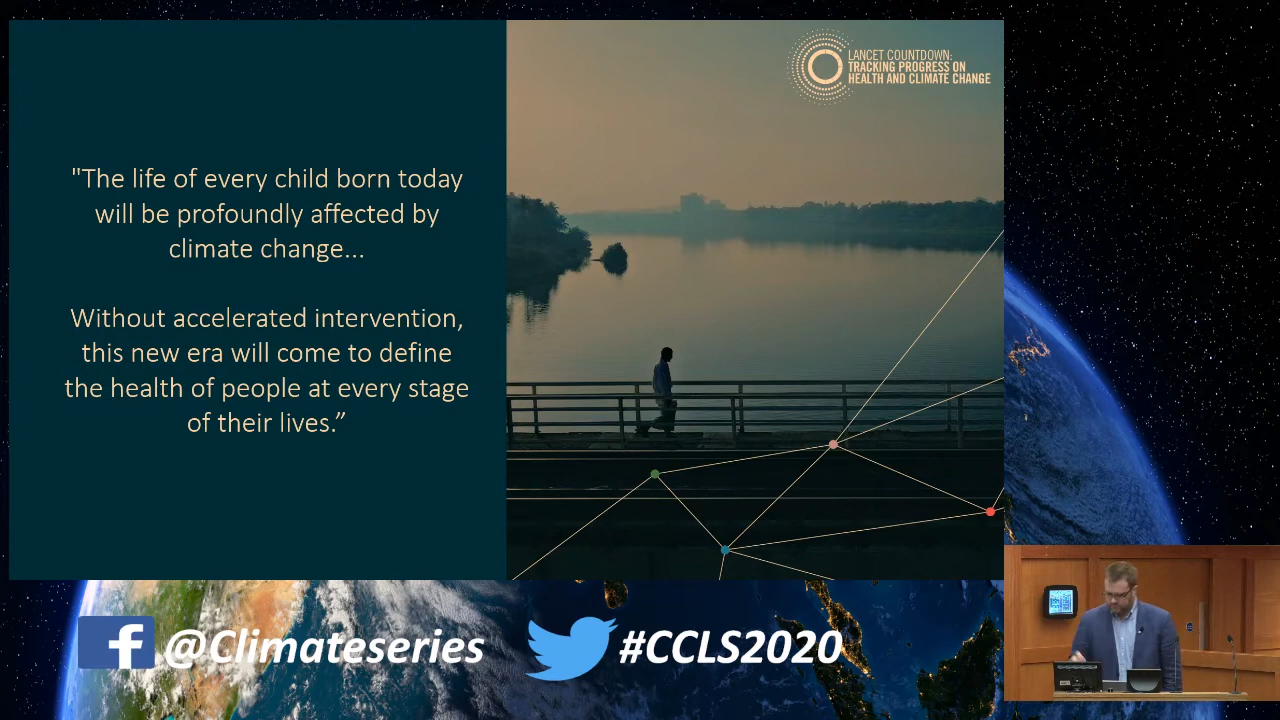 LANCET COUNTDOWN:
TRACKING PROGRESS ON
HEALTH AND CLIMATE CHANGE
"The life of every child born today
will be profoundly affected by
climate change...
Without accelerated intervention,
this new era will come to define
the health of people at every stage
of their lives.”
@Climateseries
#CCLS2020